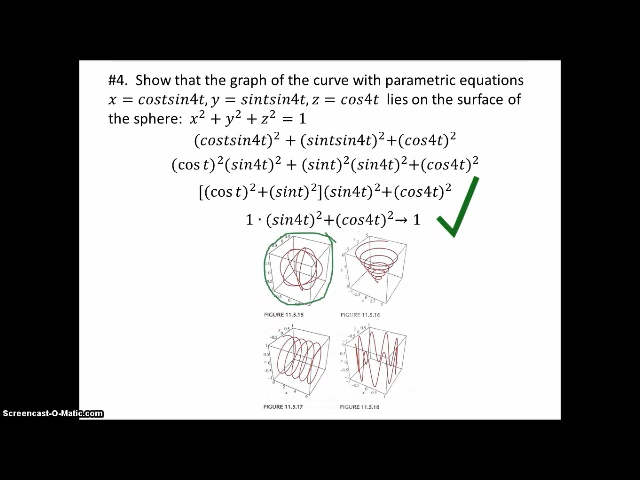 #4. Show that the graph of the curve with parametric equations
x = costsin4t, y = sintsin4t, z = cos4t lies on the surface of
the sphere: x² + y² + z² = 1
(costsin4t)² + (sintsin4t)²+(cos4t)²
(cos t)²(sin4t)² + (sint)²(sin4t)²+(cos4t)²
[(cos t)²+(sint)²](sin4t)²+(cos4t)²
1 · (sin4t)²+(cos4t)²→ 1
FIGURE 11.5.15 FIGURE 11.5.16
FIGURE 11.5.17 FIGURE 11.5.18
Screencast-O-Matic.com